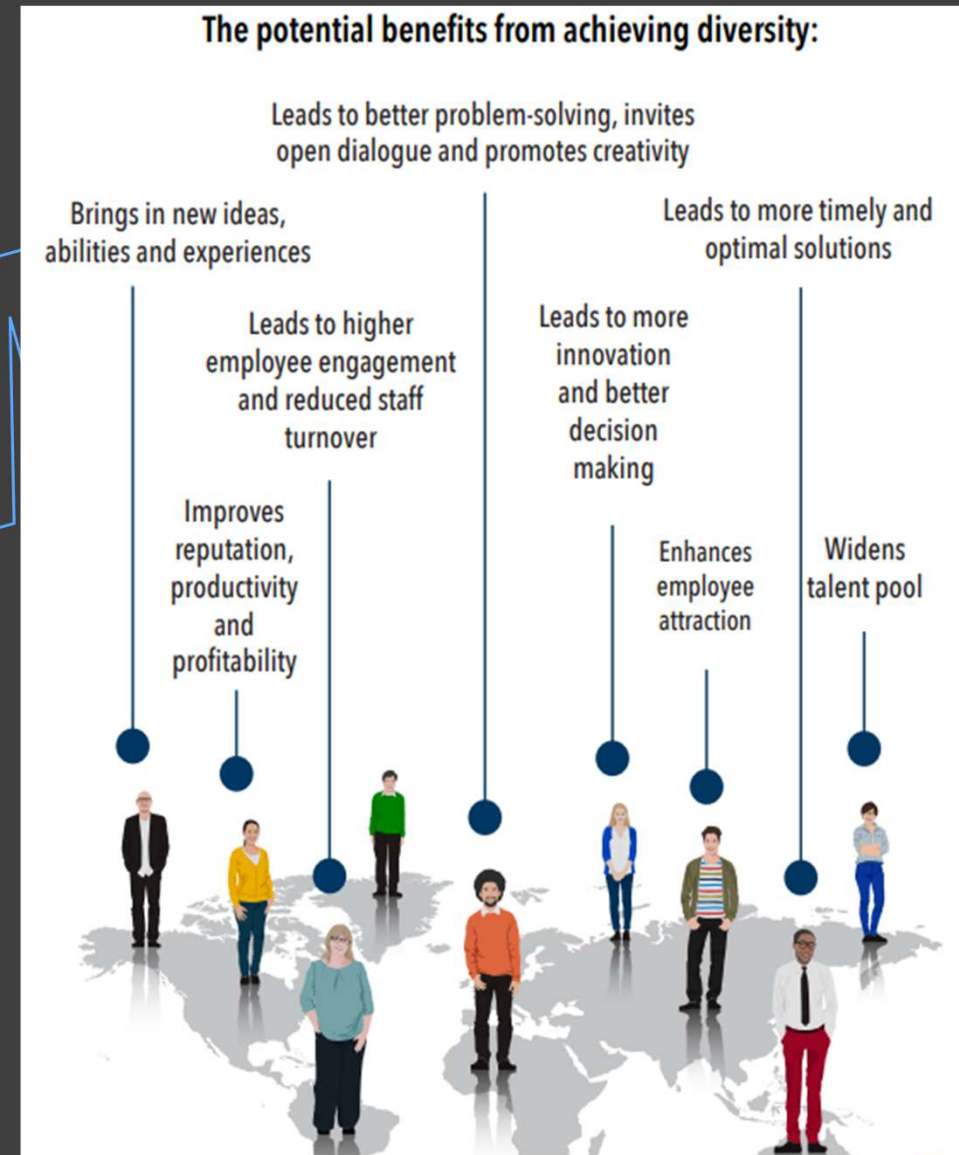 The potential benefits from achieving diversity:
Leads to better problem-solving, invites
open dialogue and promotes creativity
Brings in new ideas,
abilities and experiences
Leads to more timely and
optimal solutions
Leads to higher
employee engagement
and reduced staff
turnover
Leads to more
innovation
and better
decision
making
Improves
reputation,
productivity
and
profitability
Enhances
employee
attraction
Widens
talent pool